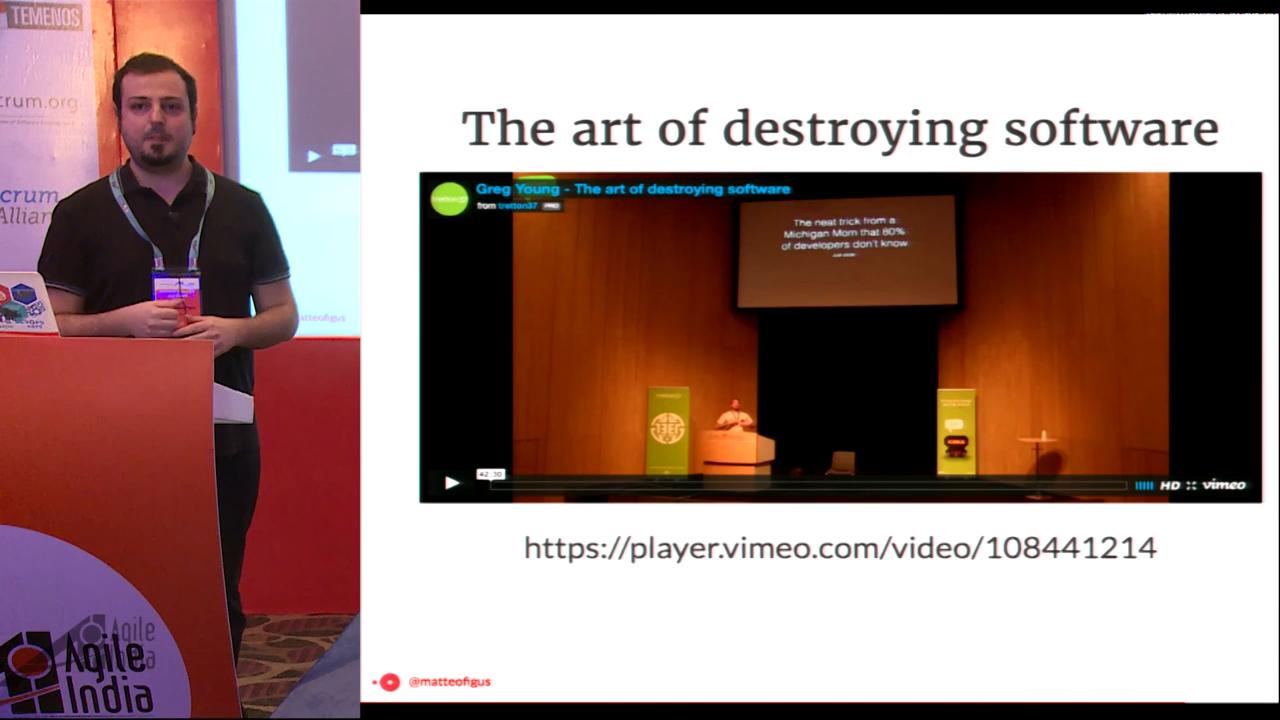 TEMENOS
crum.org
crum
Allian
atteofigus
Agile
India
The art of destroying software
Greg Young - The art of destroying software
from tretton37 PRO
The neat trick from a
Michigan Mom that 80%
of developers don't know
42:30
HD vimeo
https://player.vimeo.com/video/108441214
@matteofigus